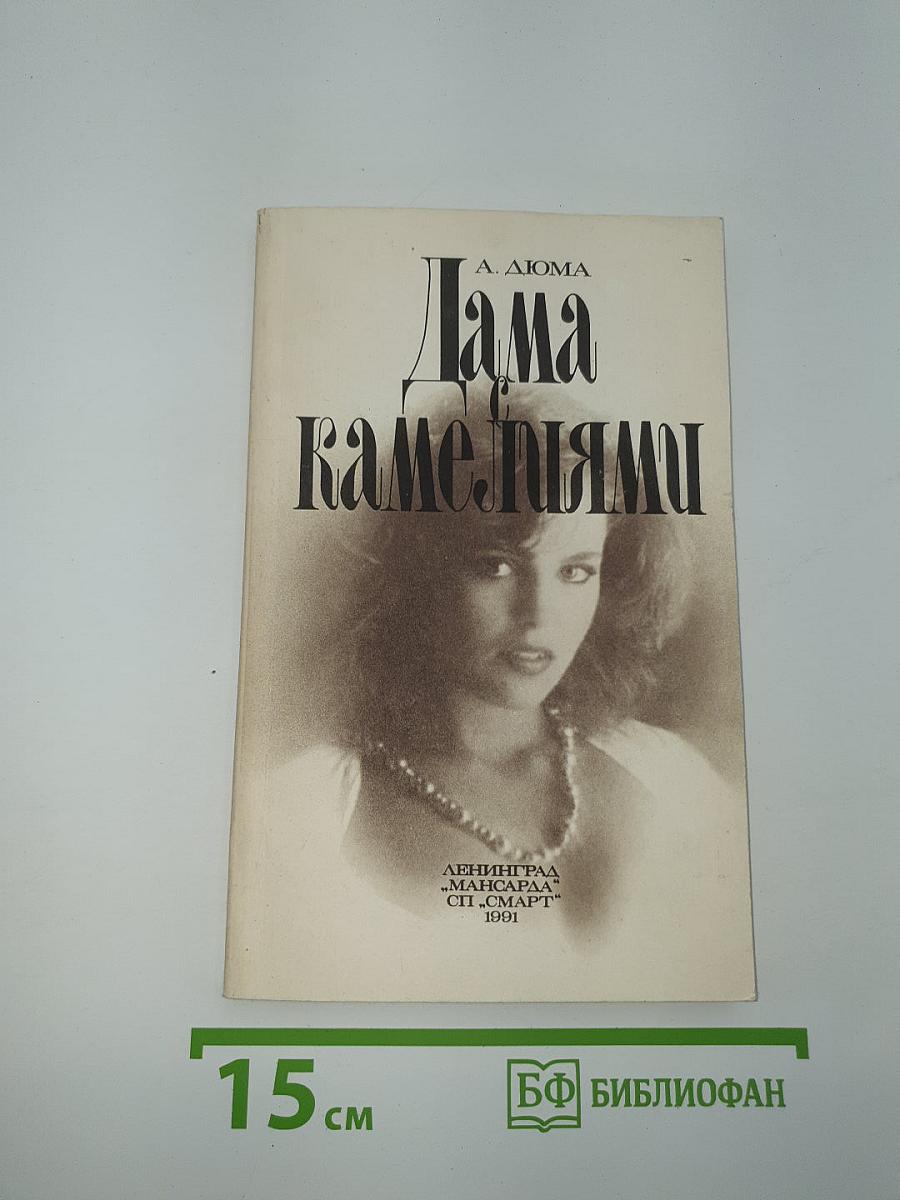 А. ДЮМА
Дама
с
камелиями
ЛЕНИНГРАД
„МАНСАРДА“
СП „СМАРТ“
1991
15 см
БФ БИБЛИОФАН